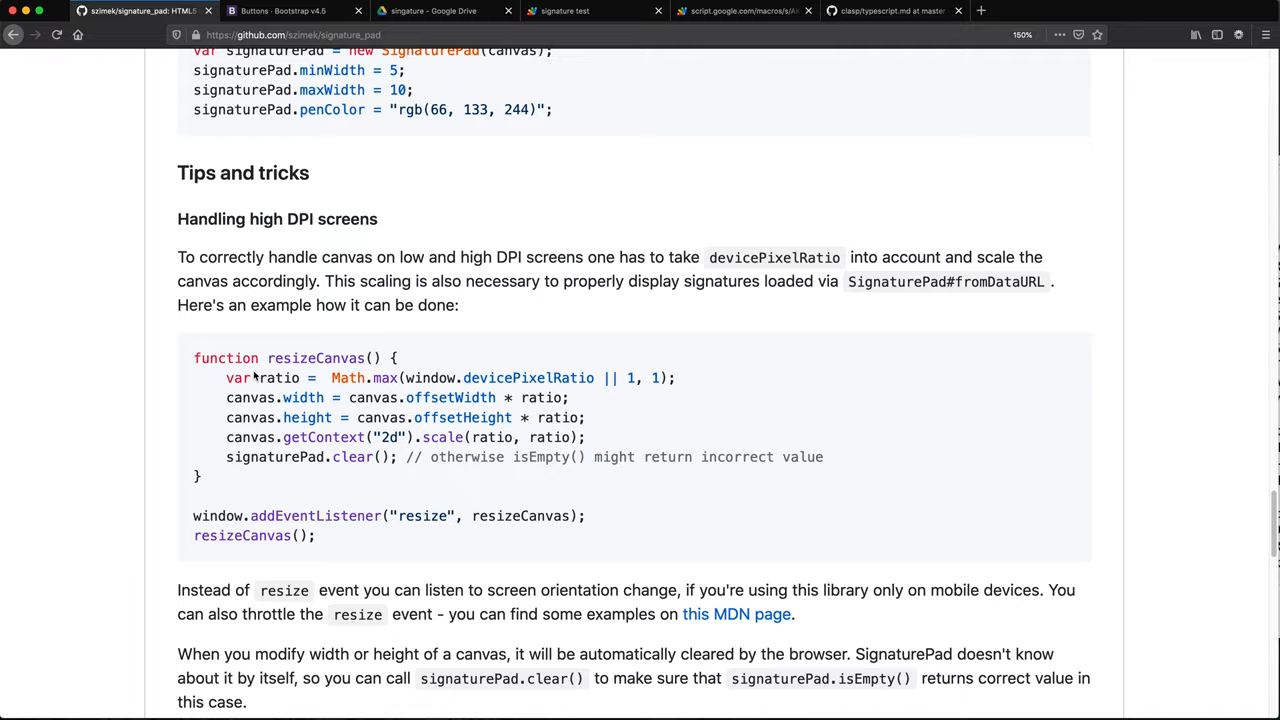 szimek/signature_pad: HTML5
Buttons · Bootstrap v4.5
singature - Google Drive
signature test
script.google.com/macros/s/A
clasp/typescript.md at master
https://github.com/szimek/signature_pad
150%
var signaturePad = new SignaturePad(canvas);
signaturePad.minWidth = 5;
signaturePad.maxWidth = 10;
signaturePad.penColor = "rgb(66, 133, 244)";
Tips and tricks
Handling high DPI screens
To correctly handle canvas on low and high DPI screens one has to take devicePixelRatio into account and scale the
canvas accordingly. This scaling is also necessary to properly display signatures loaded via SignaturePad#fromDataURL .
Here's an example how it can be done:
function resizeCanvas() {
    var ratio =  Math.max(window.devicePixelRatio || 1, 1);
    canvas.width = canvas.offsetWidth * ratio;
    canvas.height = canvas.offsetHeight * ratio;
    canvas.getContext("2d").scale(ratio, ratio);
    signaturePad.clear(); // otherwise isEmpty() might return incorrect value
}
window.addEventListener("resize", resizeCanvas);
resizeCanvas();
Instead of resize event you can listen to screen orientation change, if you're using this library only on mobile devices. You
can also throttle the resize event - you can find some examples on this MDN page.
When you modify width or height of a canvas, it will be automatically cleared by the browser. SignaturePad doesn't know
about it by itself, so you can call signaturePad.clear() to make sure that signaturePad.isEmpty() returns correct value in
this case.